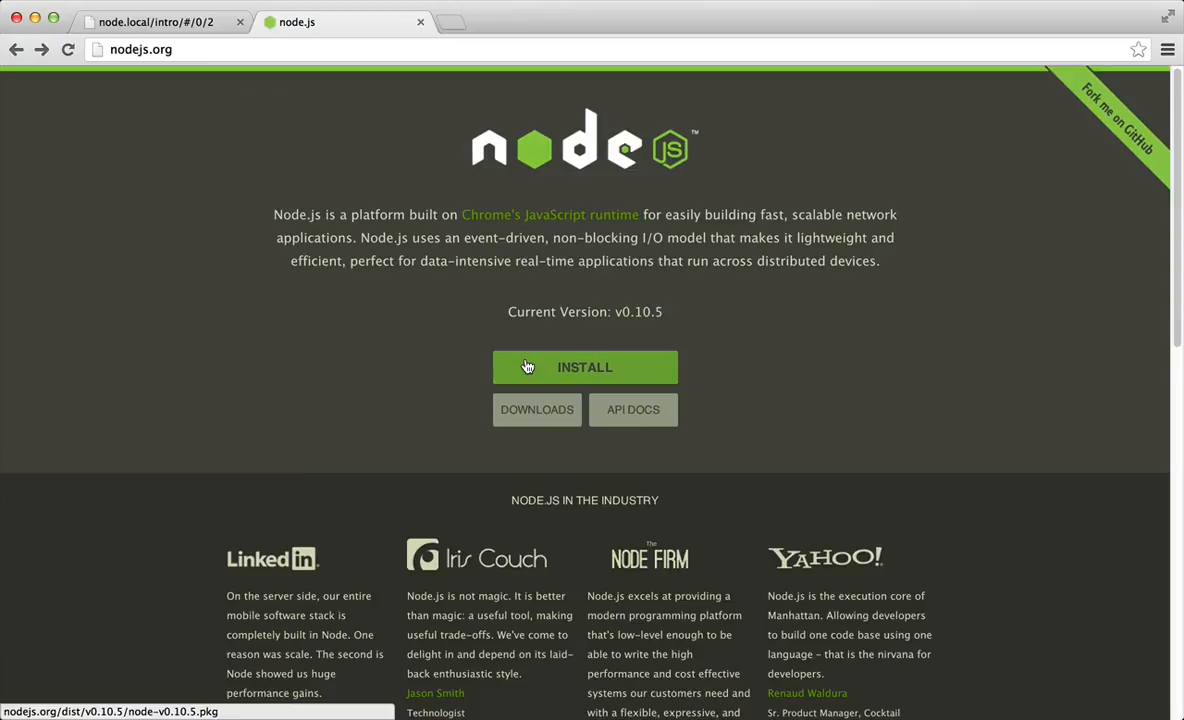 node.local/intro/#/0/2
node.js
nodejs.org
Fork me on GitHub
node JS ™
Node.js is a platform built on Chrome's JavaScript runtime for easily building fast, scalable network
applications. Node.js uses an event-driven, non-blocking I/O model that makes it lightweight and
efficient, perfect for data-intensive real-time applications that run across distributed devices.
Current Version: v0.10.5
INSTALL
DOWNLOADS
API DOCS
NODE.JS IN THE INDUSTRY
Linked in
On the server side, our entire
mobile software stack is
completely built in Node. One
reason was scale. The second is
Node showed us huge
performance gains.
Iris Couch
Node.js is not magic. It is better
than magic: a useful tool, making
useful trade-offs. We've come to
delight in and depend on its laid-
back enthusiastic style.
Jason Smith
Technologist
The
NODE FIRM
Node.js excels at providing a
modern programming platform
that's low-level enough to be
able to write the high
performance and cost effective
systems our customers need and
with a flexible, expressive, and
YAHOO!
Node.js is the execution core of
Manhattan. Allowing developers
to build one code base using one
language – that is the nirvana for
developers.
Renaud Waldura
Sr. Product Manager, Cocktail
nodejs.org/dist/v0.10.5/node-v0.10.5.pkg